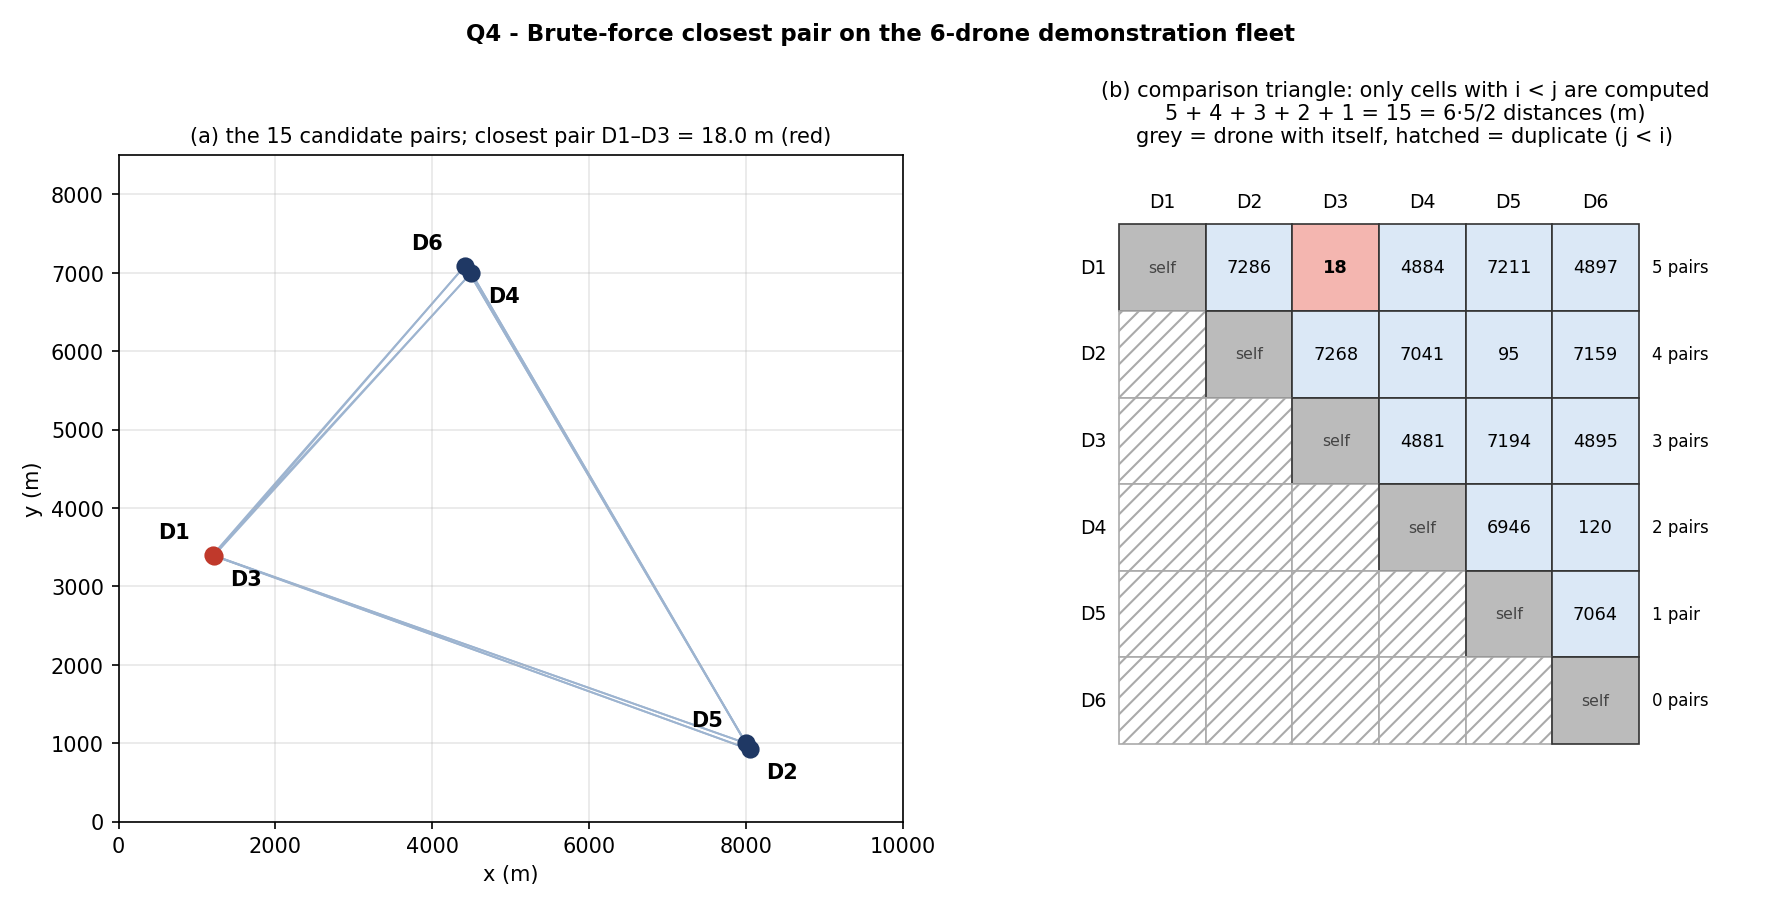 Q4 - Brute-force closest pair on the 6-drone demonstration fleet
(a) the 15 candidate pairs; closest pair D1–D3 = 18.0 m (red)
8000
7000
6000
5000
4000
3000
2000
1000
0
y (m)
0 2000 4000 6000 8000 10000
x (m)
D6
D4
D1
D3
D5
D2
(b) comparison triangle: only cells with i < j are computed
5 + 4 + 3 + 2 + 1 = 15 = 6·5/2 distances (m)
grey = drone with itself, hatched = duplicate (j < i)
D1 D2 D3 D4 D5 D6
D1 self 7286 18 4884 7211 4897 5 pairs
D2 self 7268 7041 95 7159 4 pairs
D3 self 4881 7194 4895 3 pairs
D4 self 6946 120 2 pairs
D5 self 7064 1 pair
D6 self 0 pairs